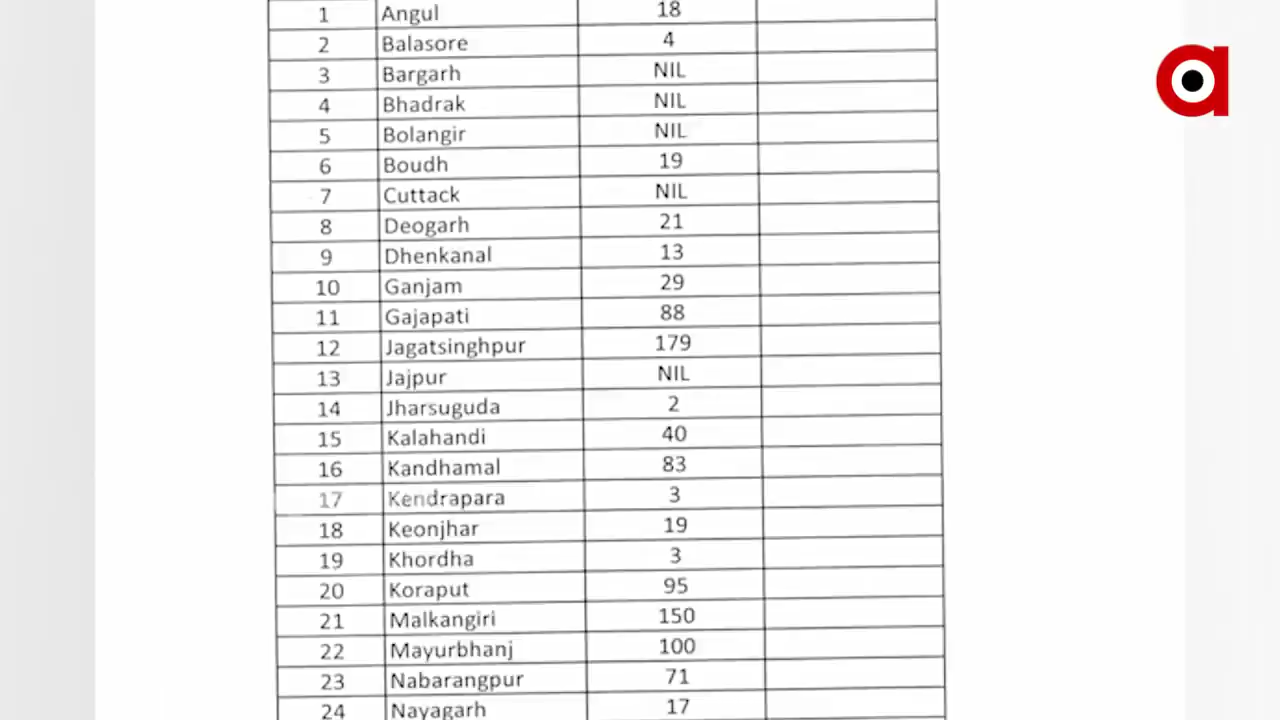 1 Angul 18
2 Balasore 4
3 Bargarh NIL
4 Bhadrak NIL
5 Bolangir NIL
6 Boudh 19
7 Cuttack NIL
8 Deogarh 21
9 Dhenkanal 13
10 Ganjam 29
11 Gajapati 88
12 Jagatsinghpur 179
13 Jajpur NIL
14 Jharsuguda 2
15 Kalahandi 40
16 Kandhamal 83
17 Kendrapara 3
18 Keonjhar 19
19 Khordha 3
20 Koraput 95
21 Malkangiri 150
22 Mayurbhanj 100
23 Nabarangpur 71
24 Nayagarh 17